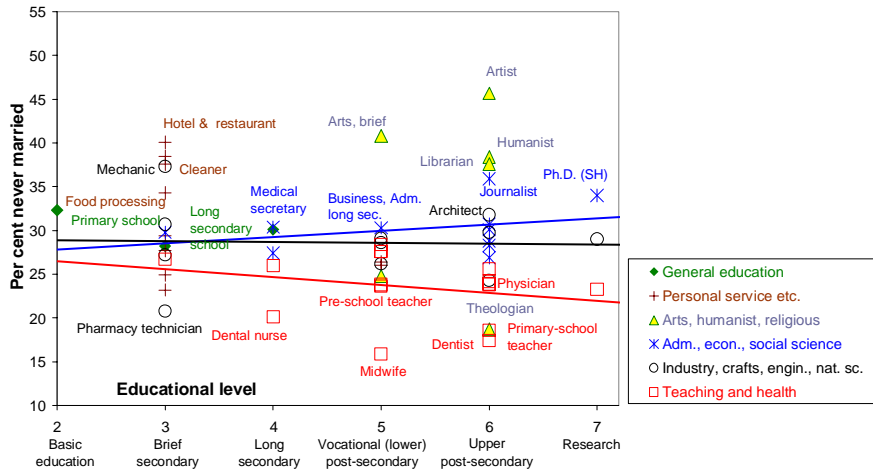 Per cent never married
55
50
45
40
35
30
25
20
15
10
Artist
Hotel & restaurant
Arts, brief
Humanist
Mechanic
Cleaner
Librarian
Ph.D. (SH)
Food processing
Medical
secretary
Business, Adm.
long sec.
Journalist
Primary school
Long
secondary
school
Architect
Pre-school teacher
Physician
Pharmacy technician
Dental nurse
Theologian
Midwife
Dentist
Primary-school
teacher
Educational level
2
3
4
5
6
7
Basic
education
Brief
secondary
Long
secondary
Vocational (lower)
post-secondary
Upper
post-secondary
Research
General education
Personal service etc.
Arts, humanist, religious
Adm., econ., social science
Industry, crafts, engin., nat. sc.
Teaching and health